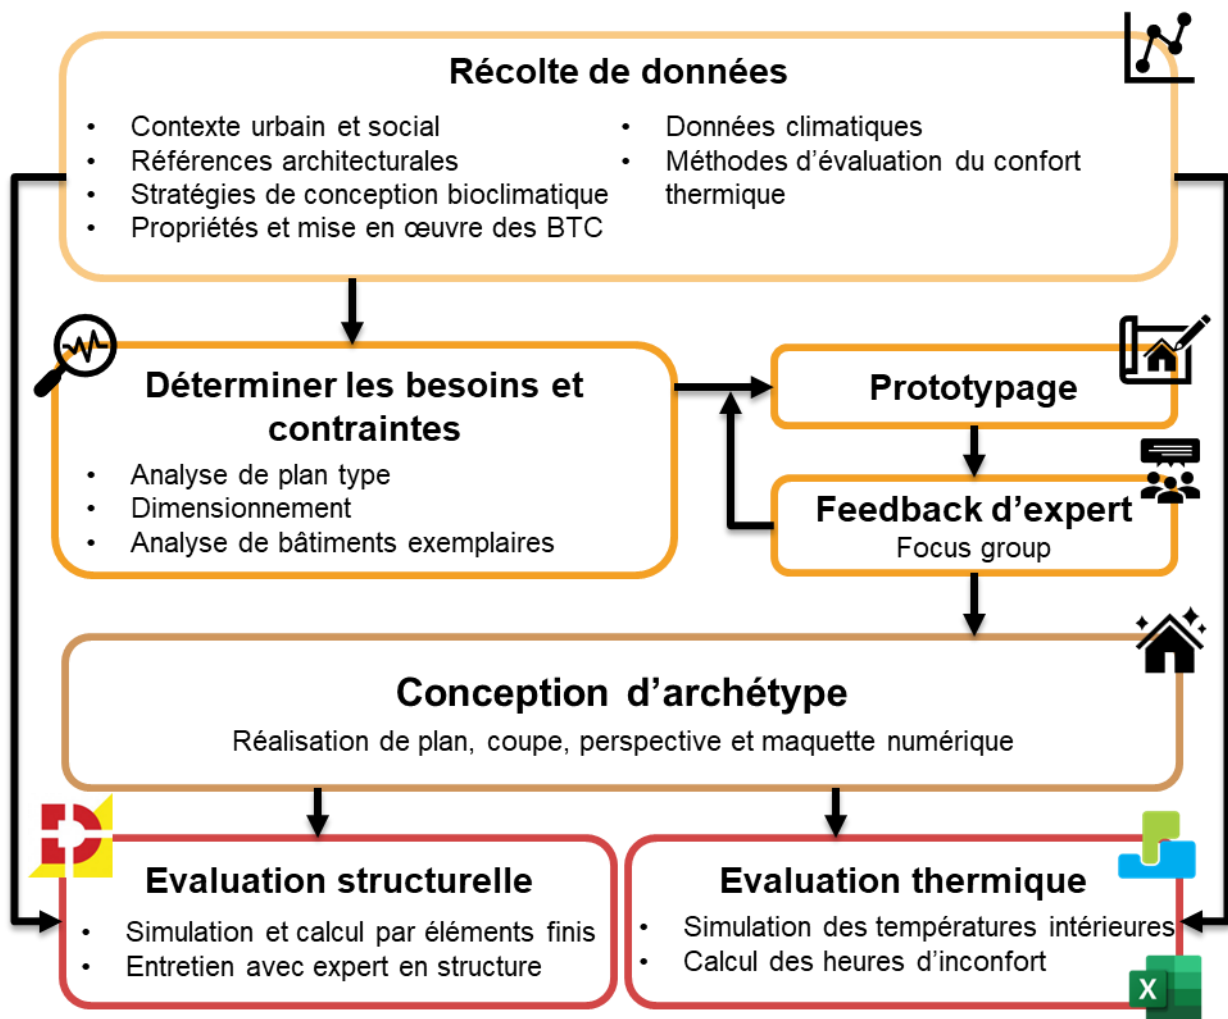 Récolte de données
• Contexte urbain et social
• Références architecturales
• Stratégies de conception bioclimatique
• Propriétés et mise en œuvre des BTC
• Données climatiques
• Méthodes d’évaluation du confort
thermique
Déterminer les besoins et
contraintes
• Analyse de plan type
• Dimensionnement
• Analyse de bâtiments exemplaires
Prototypage
Feedback d’expert
Focus group
Conception d’archétype
Réalisation de plan, coupe, perspective et maquette numérique
Evaluation structurelle
• Simulation et calcul par éléments finis
• Entretien avec expert en structure
Evaluation thermique
• Simulation des températures intérieures
• Calcul des heures d’inconfort
X